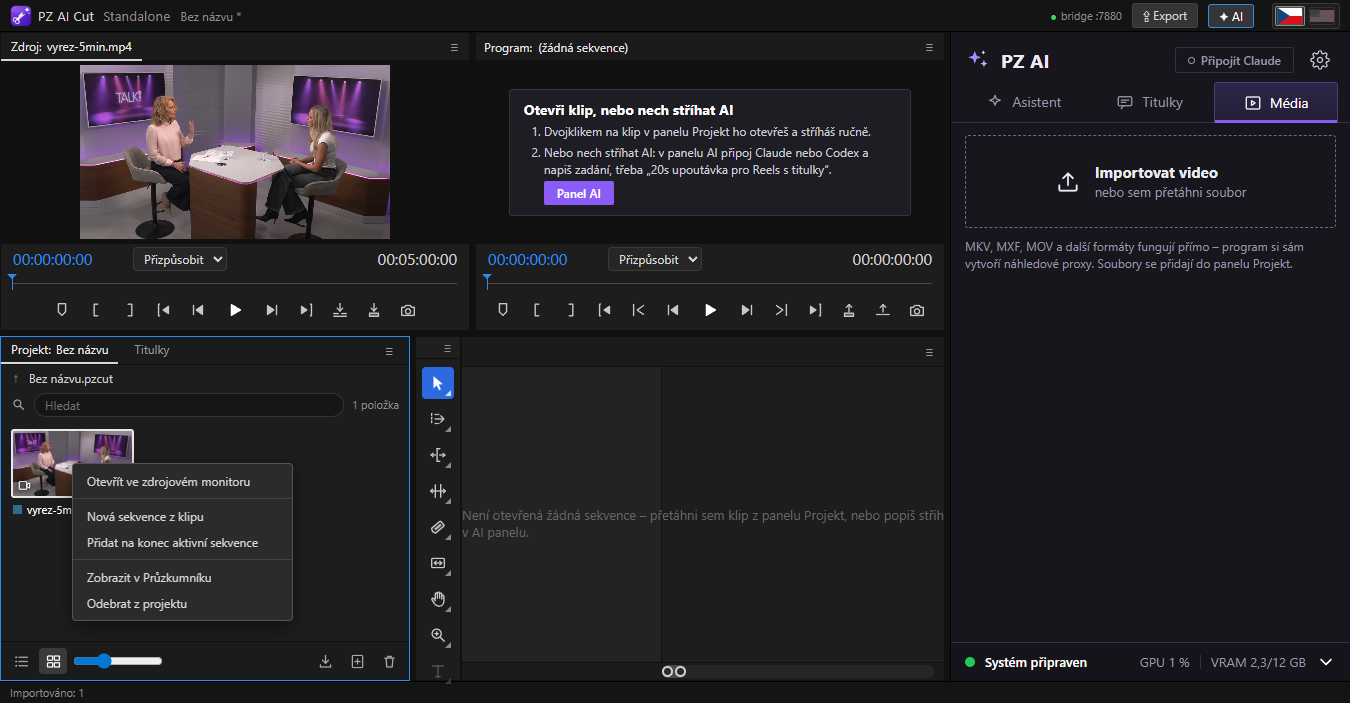 PZ AI Cut Standalone Bez názvu *
bridge :7880
Export
AI
Zdroj: vyrez-5min.mp4
Program: (žádná sekvence)
TALK!
Otevři klip, nebo nech stříhat AI
1. Dvojklikem na klip v panelu Projekt ho otevřeš a stříháš ručně.
2. Nebo nech stříhat AI: v panelu AI připoj Claude nebo Codex a
napiš zadání, třeba „20s upoutávka pro Reels s titulky".
Panel AI
00:00:00:00
Přizpůsobit
00:05:00:00
00:00:00:00
Přizpůsobit
00:00:00:00
PZ AI
Připojit Claude
Asistent
Titulky
Média
Importovat video
nebo sem přetáhni soubor
MKV, MXF, MOV a další formáty fungují přímo – program si sám
vytvoří náhledové proxy. Soubory se přidají do panelu Projekt.
Projekt: Bez názvu
Titulky
Bez názvu.pzcut
Hledat
1 položka
vyrez-5m
Otevřít ve zdrojovém monitoru
Nová sekvence z klipu
Přidat na konec aktivní sekvence
Zobrazit v Průzkumníku
Odebrat z projektu
Není otevřená žádná sekvence – přetáhni sem klip z panelu Projekt, nebo popiš střih
v AI panelu.
Systém připraven
GPU 1 %
VRAM 2,3/12 GB
Importováno: 1